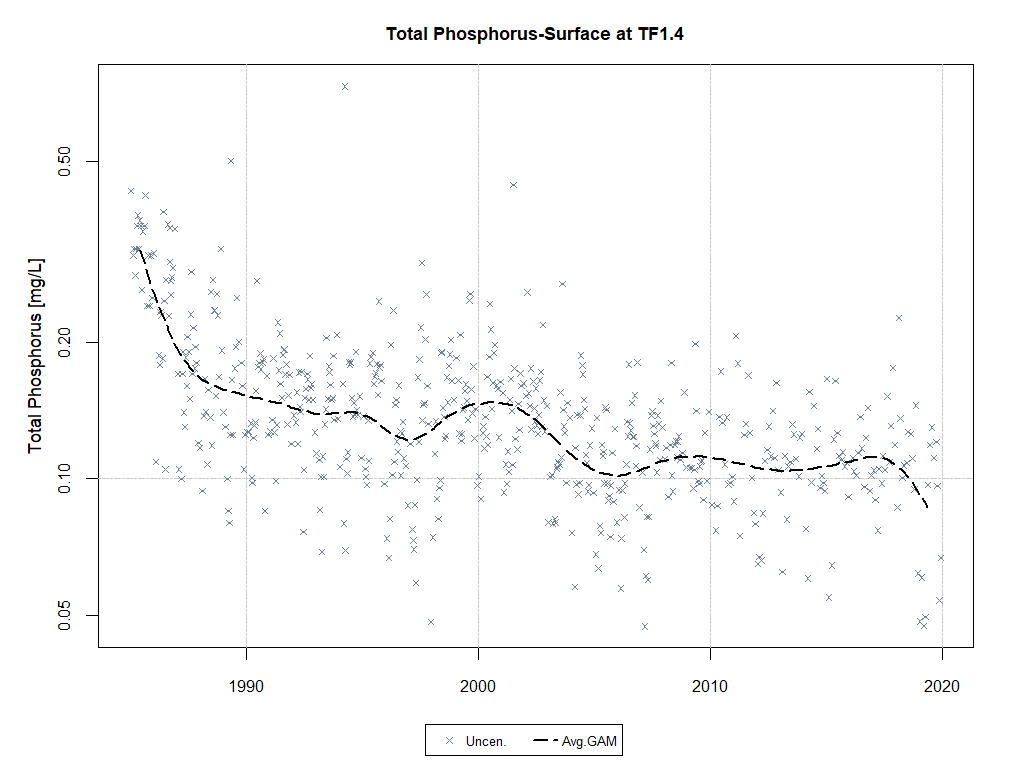 Total Phosphorus-Surface at TF1.4
Total Phosphorus [mg/L]
0.50
0.20
0.10
0.05
1990 2000 2010 2020
Uncen. Avg.GAM